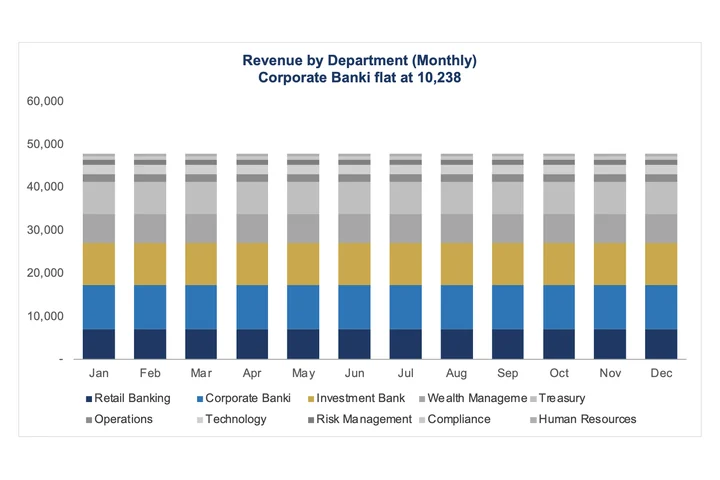 Revenue by Department (Monthly)
Corporate Banki flat at 10,238
60,000
50,000
40,000
30,000
20,000
10,000
-
Jan Feb Mar Apr May Jun Jul Aug Sep Oct Nov Dec
Retail Banking Corporate Banki Investment Bank Wealth Manageme Treasury
Operations Technology Risk Management Compliance Human Resources